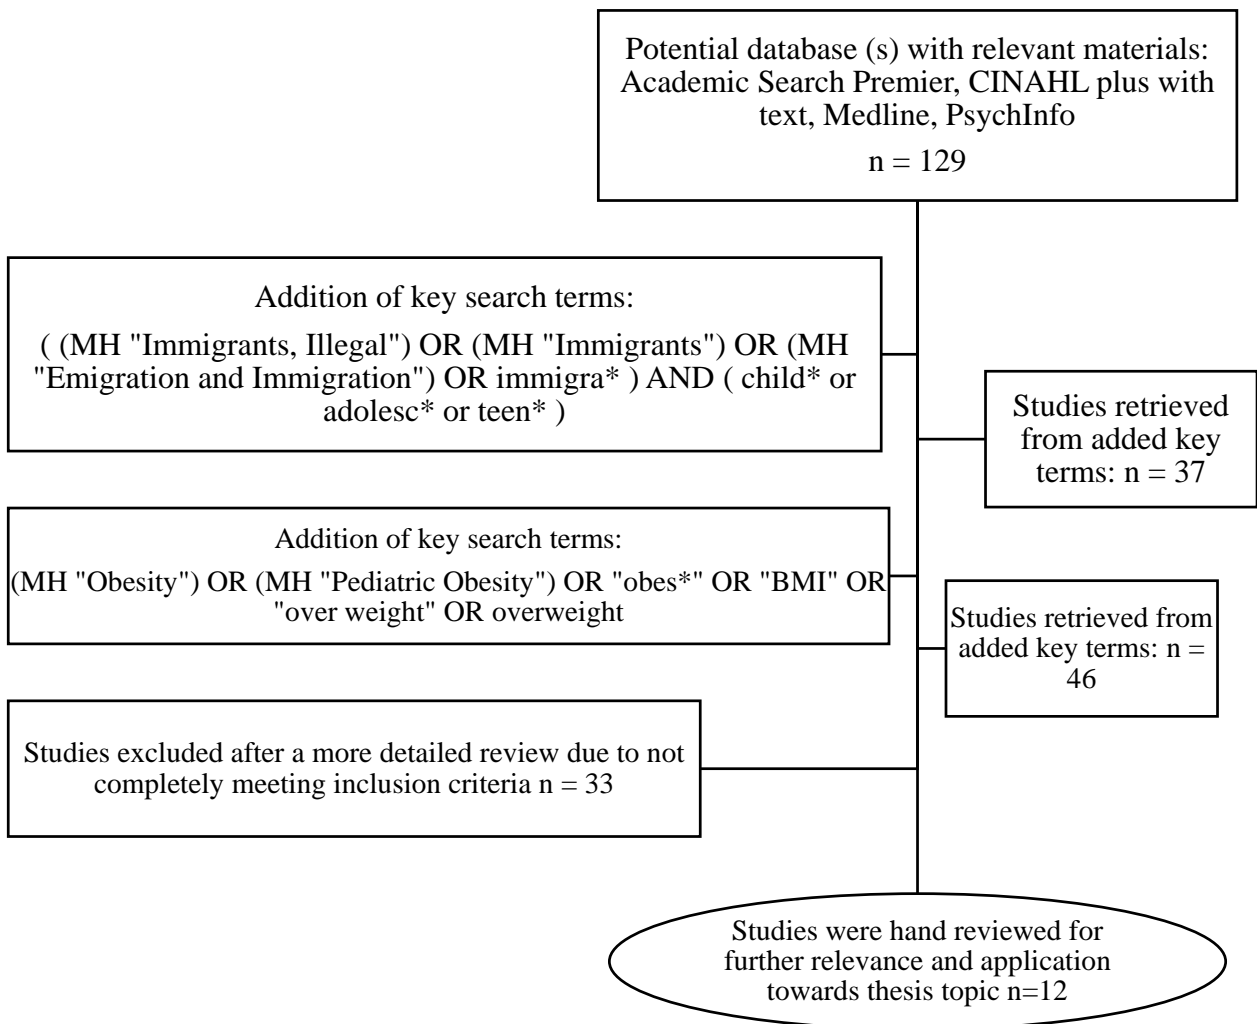 Potential database (s) with relevant materials:
Academic Search Premier, CINAHL plus with
text, Medline, PsychInfo
n = 129
Addition of key search terms:
( (MH "Immigrants, Illegal") OR (MH "Immigrants") OR (MH
"Emigration and Immigration") OR immigra* ) AND ( child* or
adolesc* or teen* )
Studies retrieved
from added key
terms: n = 37
Addition of key search terms:
(MH "Obesity") OR (MH "Pediatric Obesity") OR "obes*" OR "BMI" OR
"over weight" OR overweight
Studies retrieved from
added key terms: n =
46
Studies excluded after a more detailed review due to not
completely meeting inclusion criteria n = 33
Studies were hand reviewed for
further relevance and application
towards thesis topic n=12